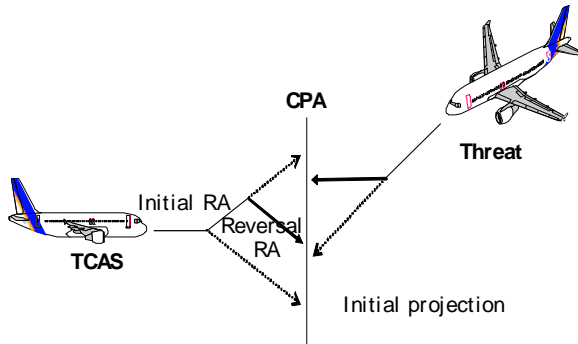 CPA
Threat
Initial RA
Reversal
RA
TCAS
Initial projection